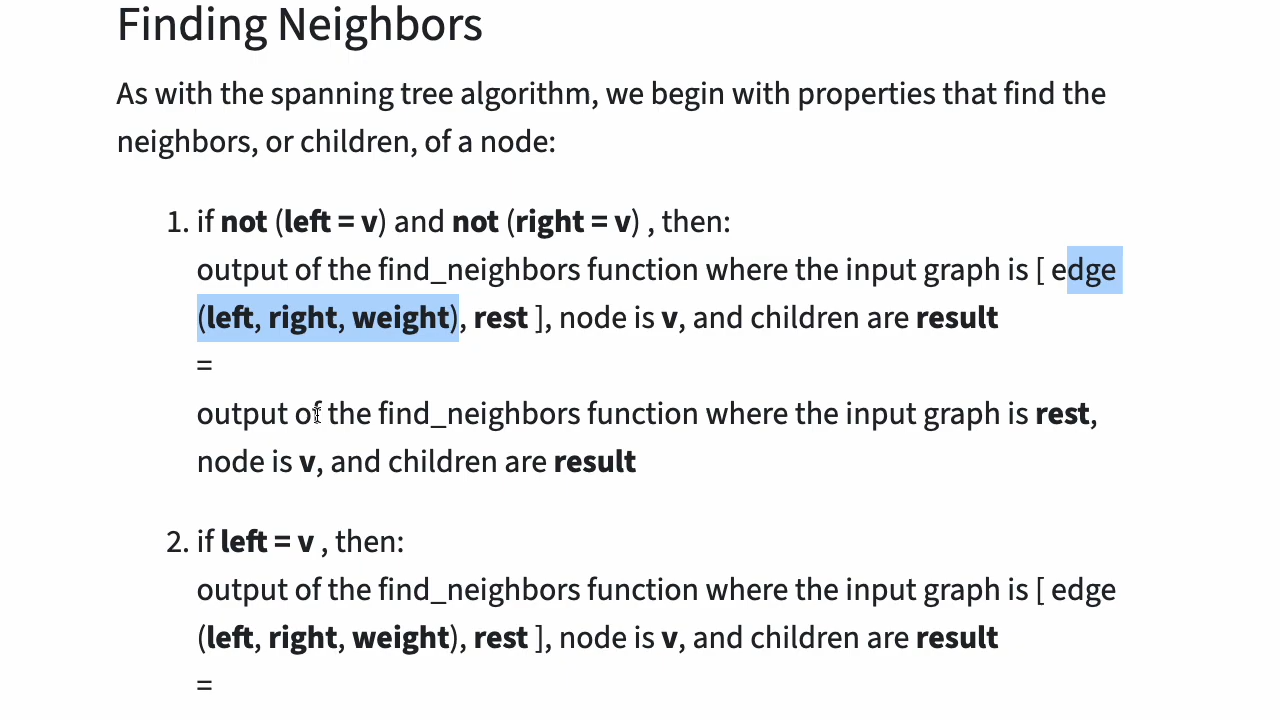 Finding Neighbors
As with the spanning tree algorithm, we begin with properties that find the
neighbors, or children, of a node:
1. if not (left = v) and not (right = v) , then:
output of the find_neighbors function where the input graph is [ edge
(left, right, weight), rest ], node is v, and children are result
=
output of the find_neighbors function where the input graph is rest,
node is v, and children are result
2. if left = v , then:
output of the find_neighbors function where the input graph is [ edge
(left, right, weight), rest ], node is v, and children are result
=